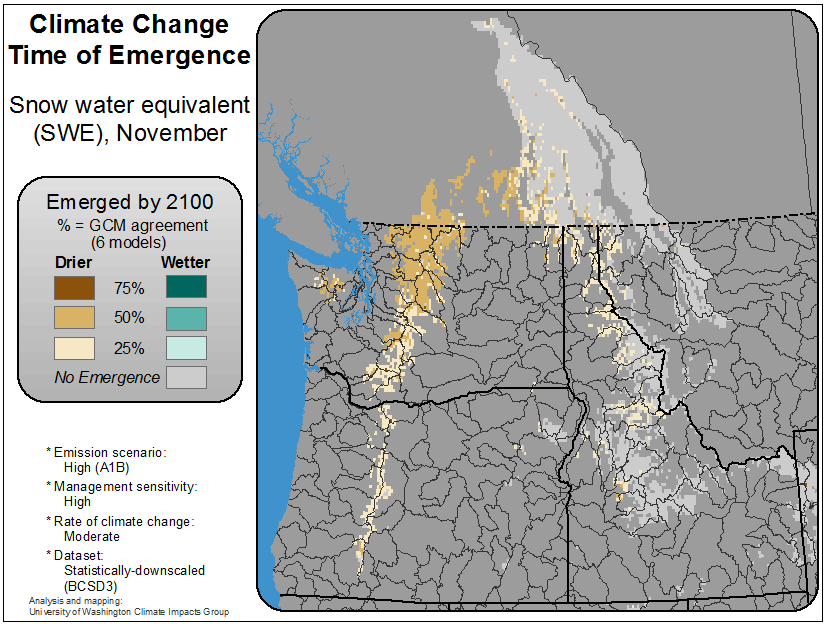 Climate Change
Time of Emergence
Snow water equivalent
(SWE), November
Emerged by 2100
% = GCM agreement
(6 models)
Drier Wetter
75%
50%
25%
No Emergence
* Emission scenario:
High (A1B)
* Management sensitivity:
High
* Rate of climate change:
Moderate
* Dataset:
Statistically-downscaled
(BCSD3)
Analysis and mapping:
University of Washington Climate Impacts Group